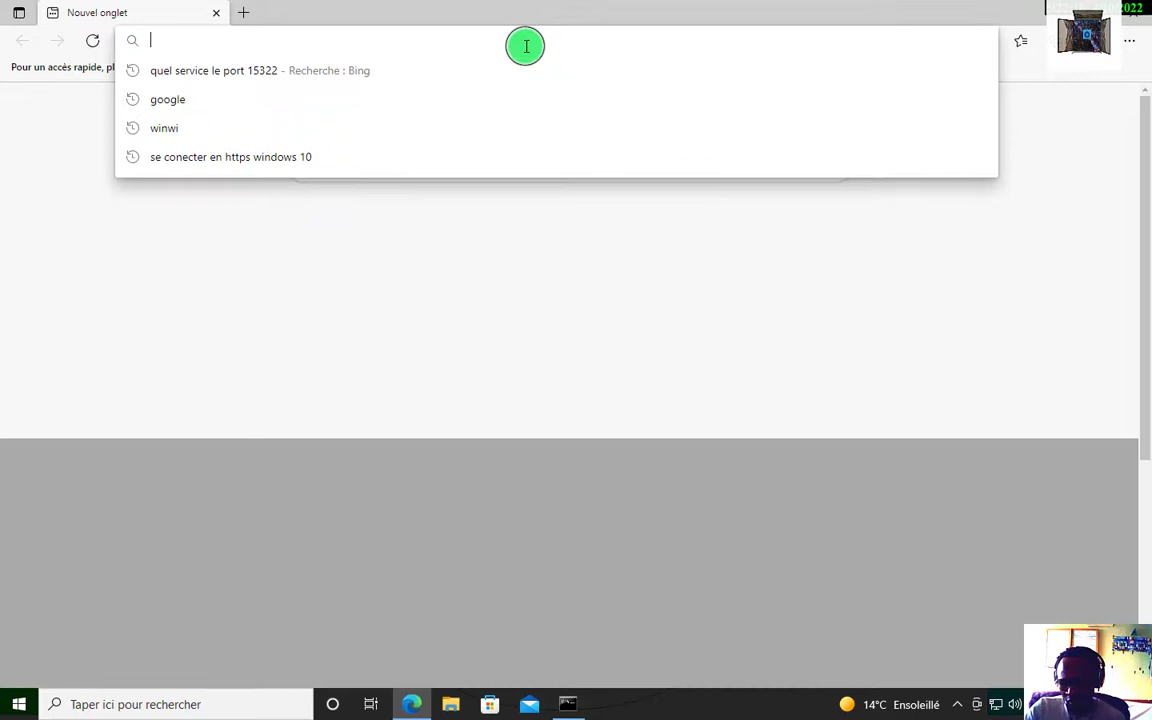 Nouvel onglet
2022
Pour un accès rapide, pl
quel service le port 15322 - Recherche : Bing
google
winwi
se conecter en https windows 10
Taper ici pour rechercher
14°C Ensoleillé